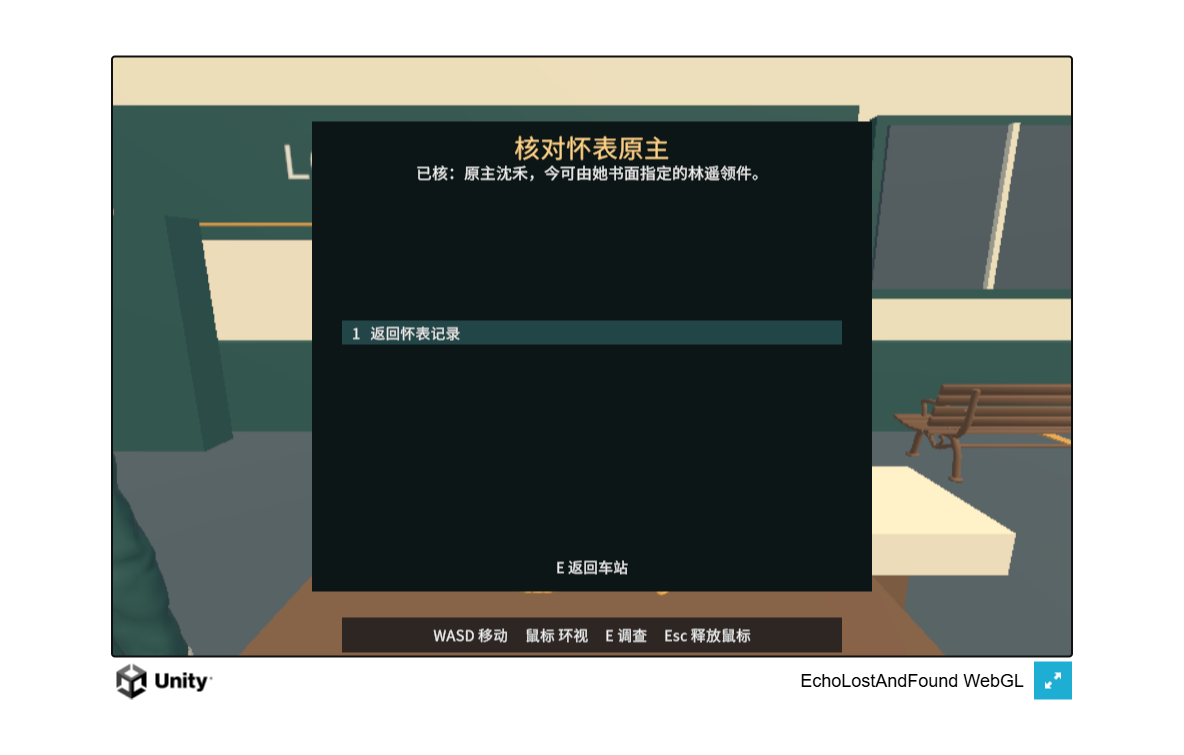 核对怀表原主
已核：原主沈禾，今可由她书面指定的林遥领件。
1 返回怀表记录
E 返回车站
WASD 移动 鼠标 环视 E 调查 Esc 释放鼠标
Unity
EchoLostAndFound WebGL